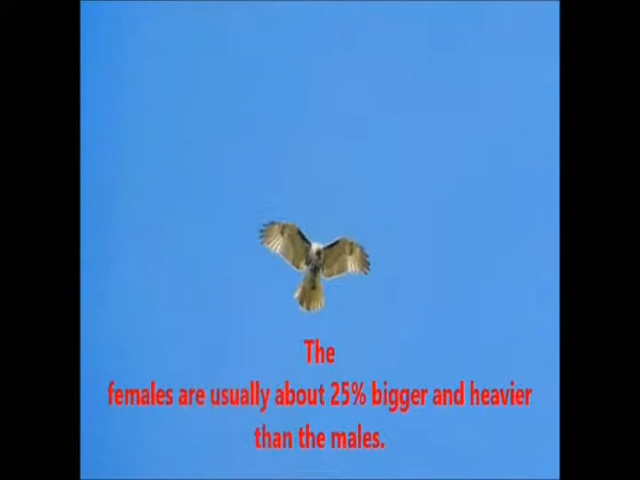 The
females are usually about 25% bigger and heavier
than the males.